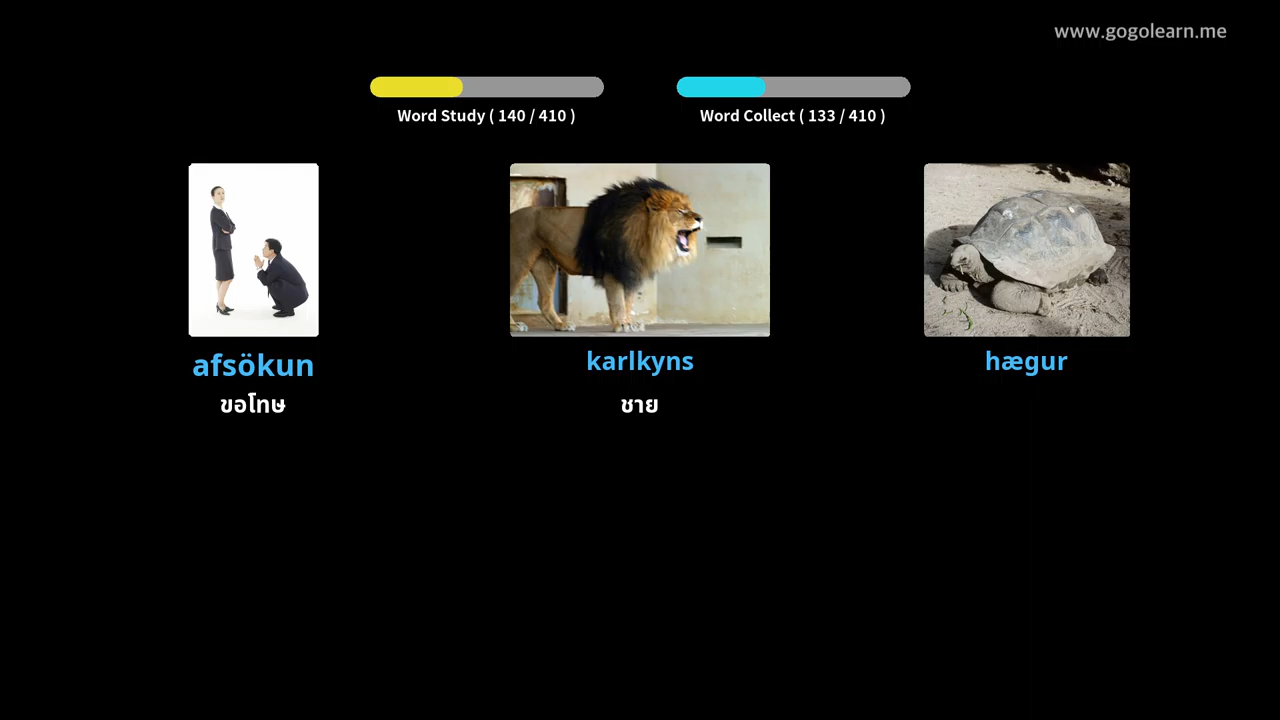 www.gogolearn.me
Word Study ( 140 / 410 )
Word Collect ( 133 / 410 )
afsökun
karlkyns
hægur
ขอโทษ
ชาย